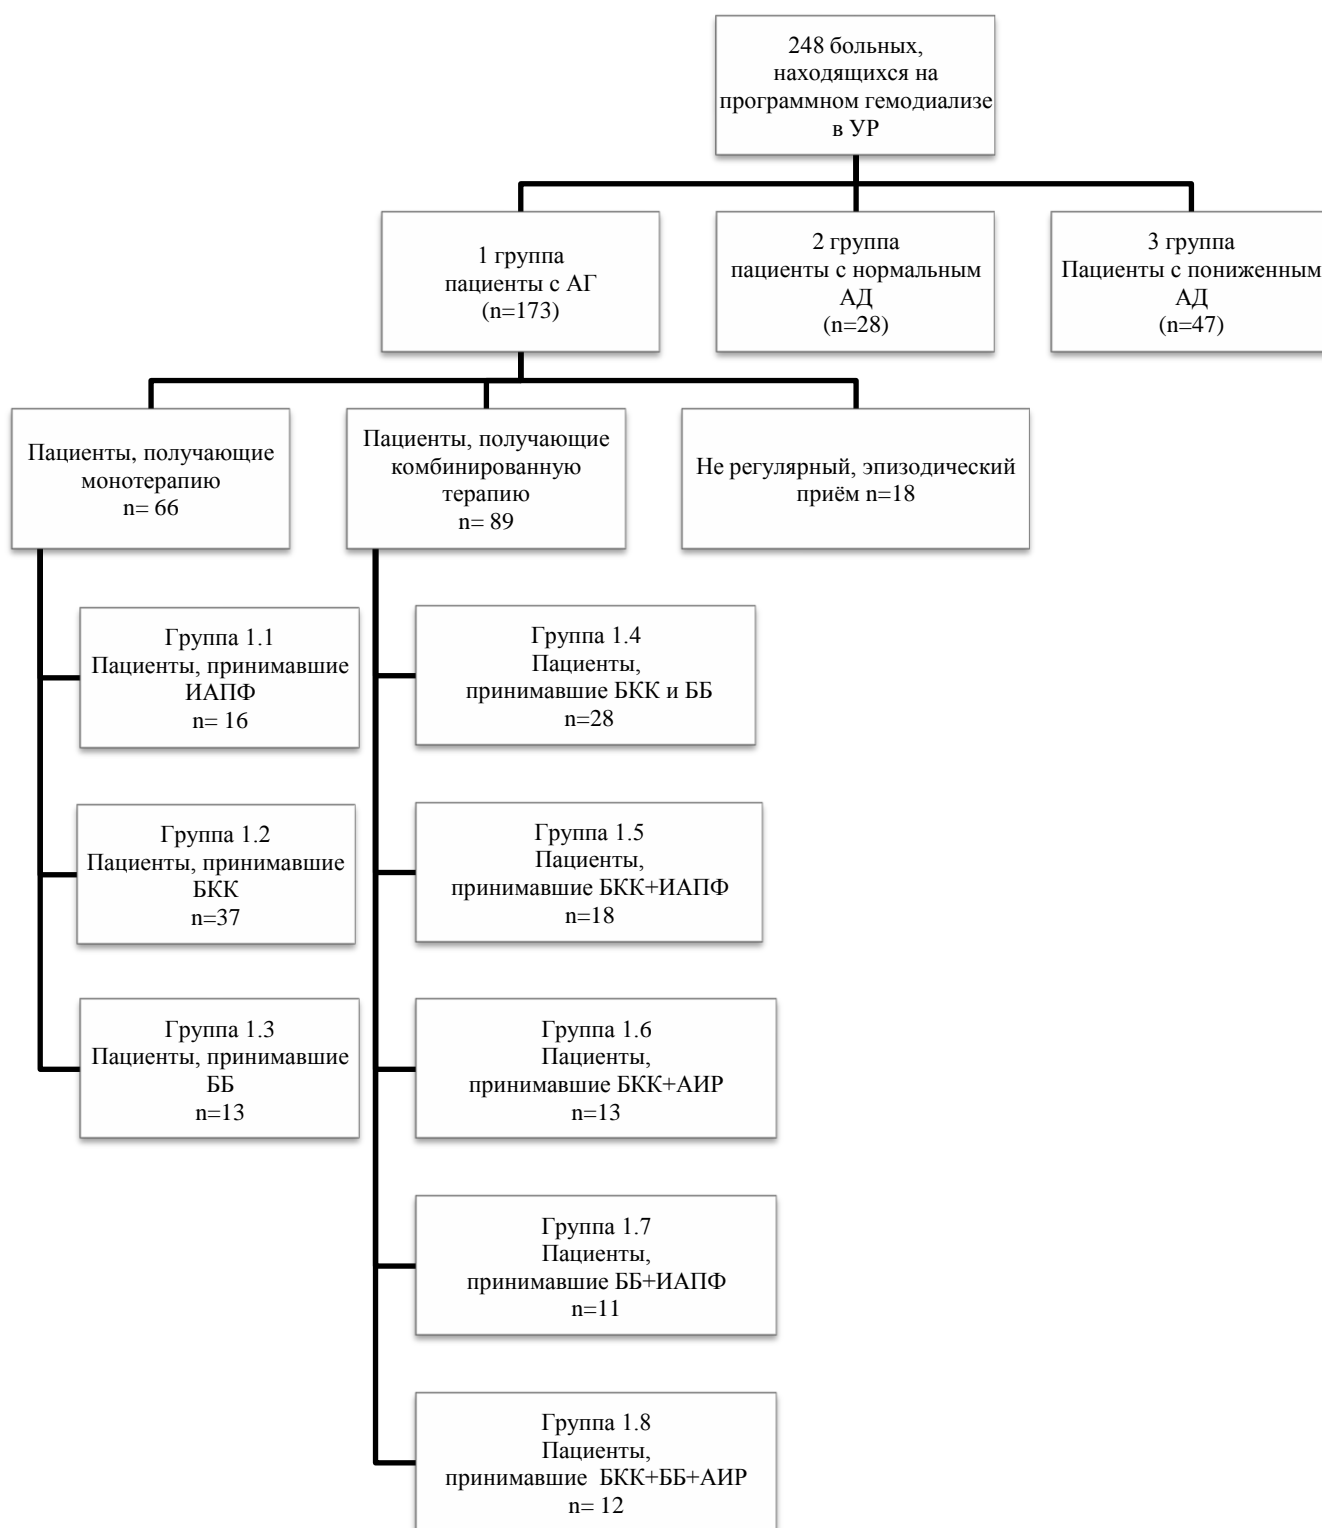 248 больных,
находящихся на
программном гемодиализе
в УР
1 группа
пациенты с АГ
(n=173)
2 группа
пациенты с нормальным
АД
(n=28)
3 группа
Пациенты с пониженным
АД
(n=47)
Пациенты, получающие
монотерапию
n= 66
Пациенты, получающие
комбинированную
терапию
n= 89
Не регулярный, эпизодический
приём n=18
Группа 1.1
Пациенты, принимавшие
ИАПФ
n= 16
Группа 1.2
Пациенты, принимавшие
БКК
n=37
Группа 1.3
Пациенты, принимавшие
ББ
n=13
Группа 1.4
Пациенты,
принимавшие БКК и ББ
n=28
Группа 1.5
Пациенты,
принимавшие БКК+ИАПФ
n=18
Группа 1.6
Пациенты,
принимавшие БКК+АИР
n=13
Группа 1.7
Пациенты,
принимавшие ББ+ИАПФ
n=11
Группа 1.8
Пациенты,
принимавшие  БКК+ББ+АИР
n= 12